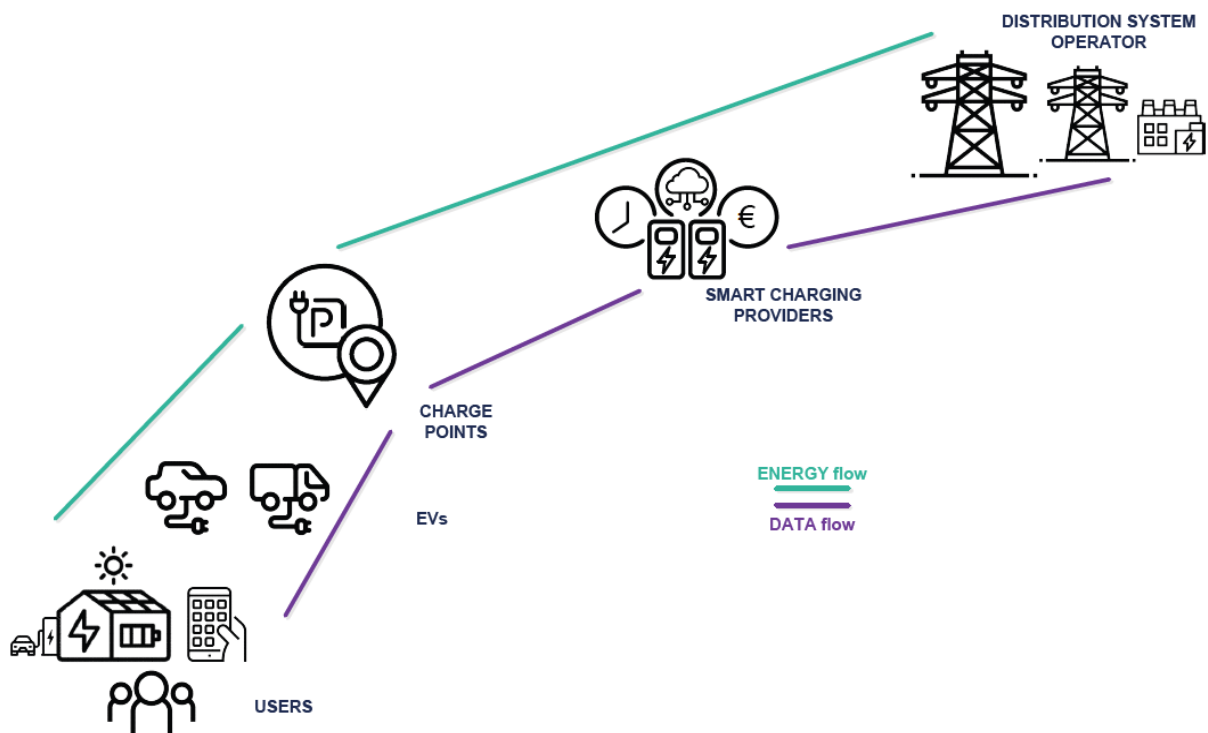 DISTRIBUTION SYSTEM
OPERATOR
€
SMART CHARGING
PROVIDERS
P
CHARGE
POINTS
EVs
ENERGY flow
DATA flow
USERS